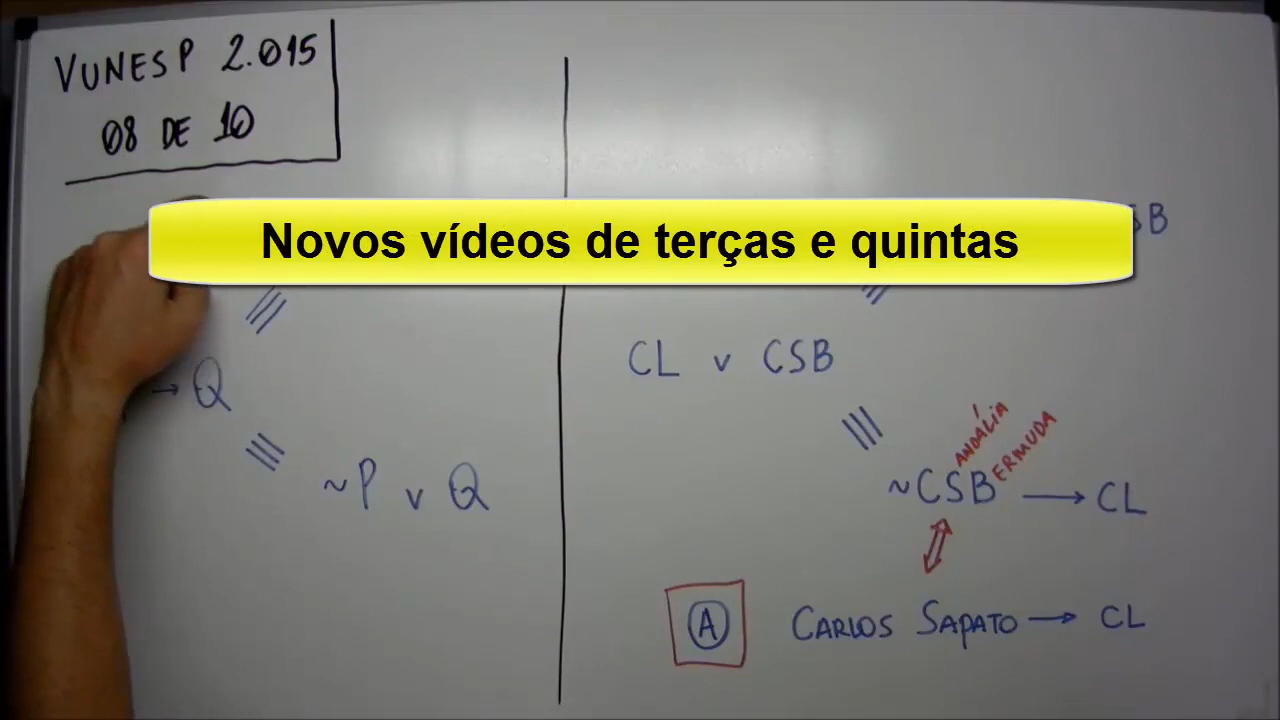 VUNESP 2.015
08 DE 10
Novos vídeos de terças e quintas
SB
CL v CSB
→ Q
~P v Q
ANDÁLIA
ERMUDA
~CSB → CL
A CARLOS SAPATO → CL